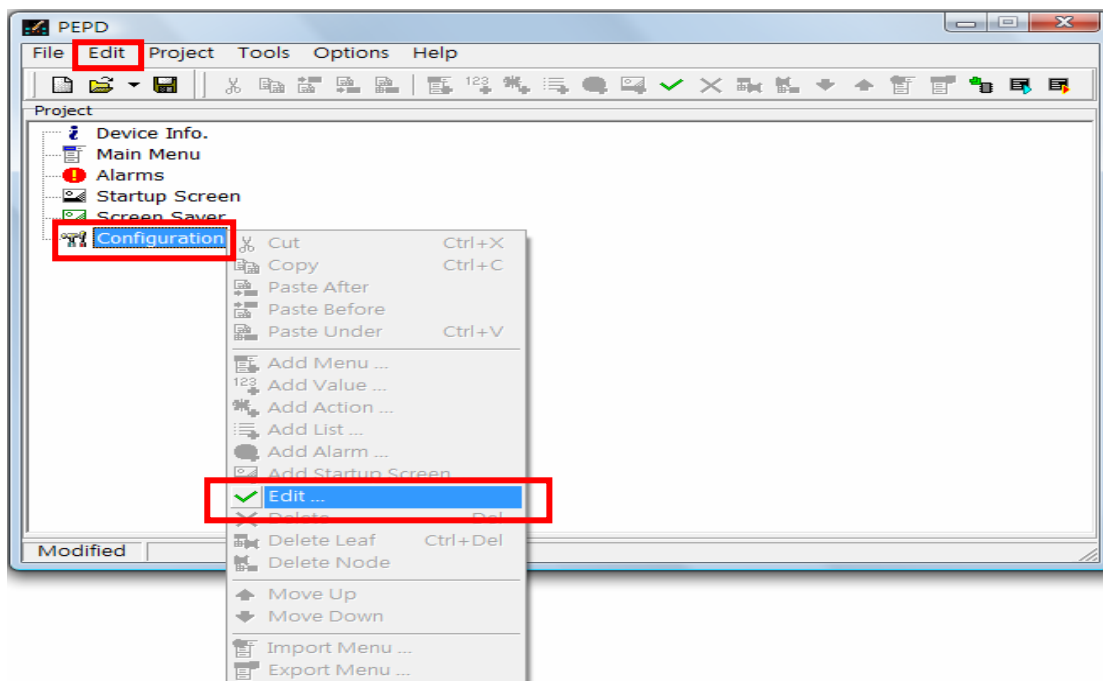 PEPD
File Edit Project Tools Options Help
Project
Device Info.
Main Menu
Alarms
Startup Screen
Screen Saver
Configuration
Cut Ctrl+X
Copy Ctrl+C
Paste After
Paste Before
Paste Under Ctrl+V
Add Menu ...
Add Value ...
Add Action ...
Add List ...
Add Alarm ...
Add Startup Screen
Edit ...
Delete Del
Delete Leaf Ctrl+Del
Delete Node
Move Up
Move Down
Import Menu ...
Export Menu ...
Modified